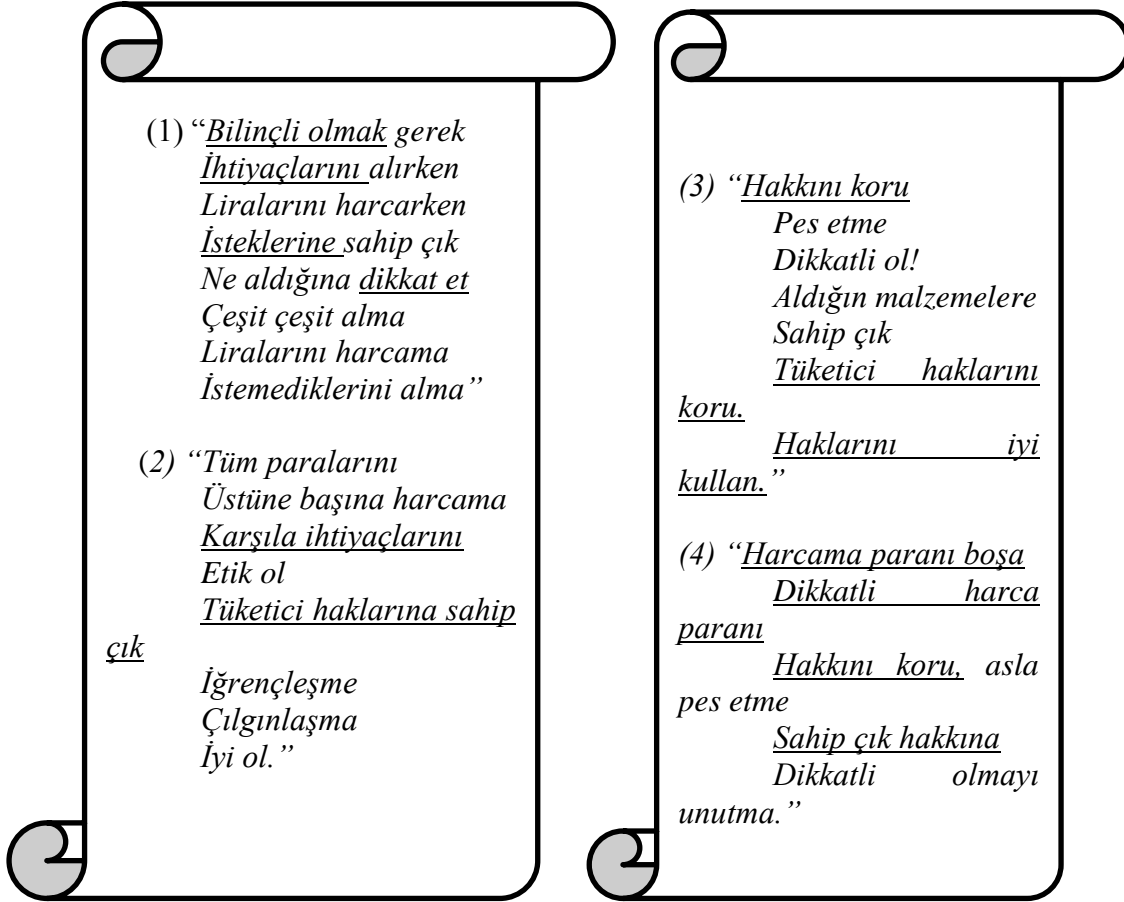 (1) “Bilinçli olmak gerek
İhtiyaçlarını alırken
Liralarını harcarken
İsteklerine sahip çık
Ne aldığına dikkat et
Çeşit çeşit alma
Liralarını harcama
İstemediklerini alma”
(2) “Tüm paralarını
Üstüne başına harcama
Karşıla ihtiyaçlarını
Etik ol
Tüketici haklarına sahip
çık
İğrençleşme
Çılgınlaşma
İyi ol.”
(3) “Hakkını koru
Pes etme
Dikkatli ol!
Aldığın malzemelere
Sahip çık
Tüketici haklarını
koru.
Haklarını iyi
kullan.”
(4) “Harcama paranı boşa
Dikkatli harca
paranı
Hakkını koru, asla
pes etme
Sahip çık hakkına
Dikkatli olmayı
unutma.”